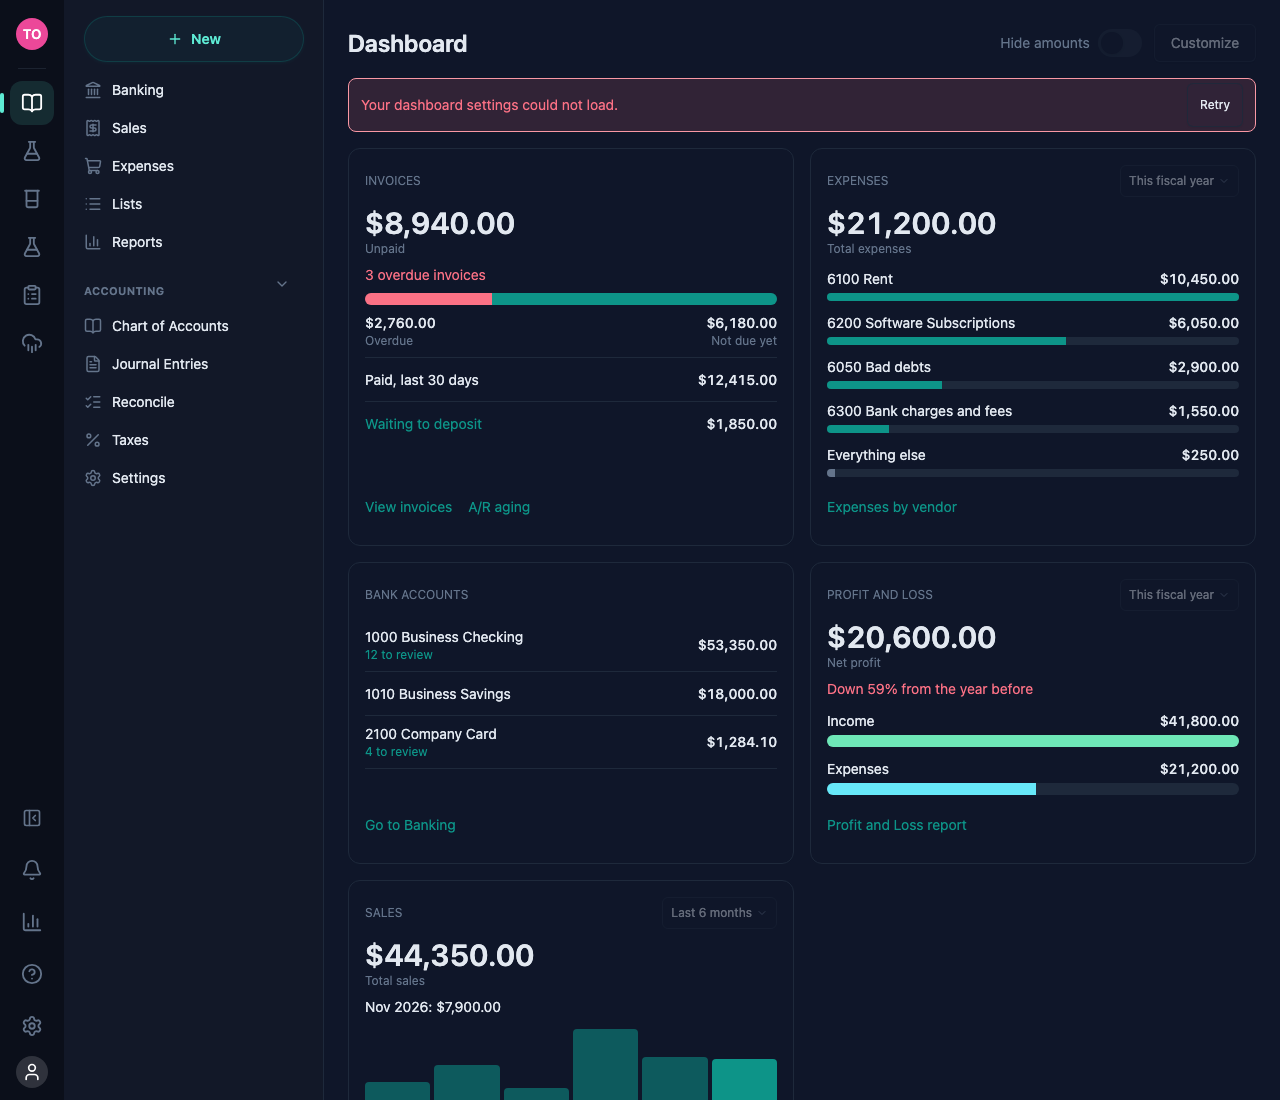 TO
New
Banking
Sales
Expenses
Lists
Reports
ACCOUNTING
Chart of Accounts
Journal Entries
Reconcile
Taxes
Settings
Dashboard
Hide amounts
Customize
Your dashboard settings could not load.
Retry
INVOICES
$8,940.00
Unpaid
3 overdue invoices
$2,760.00 $6,180.00
Overdue Not due yet
Paid, last 30 days $12,415.00
Waiting to deposit $1,850.00
View invoices A/R aging
EXPENSES This fiscal year
$21,200.00
Total expenses
6100 Rent $10,450.00
6200 Software Subscriptions $6,050.00
6050 Bad debts $2,900.00
6300 Bank charges and fees $1,550.00
Everything else $250.00
Expenses by vendor
BANK ACCOUNTS
1000 Business Checking $53,350.00
12 to review
1010 Business Savings $18,000.00
2100 Company Card $1,284.10
4 to review
Go to Banking
PROFIT AND LOSS This fiscal year
$20,600.00
Net profit
Down 59% from the year before
Income $41,800.00
Expenses $21,200.00
Profit and Loss report
SALES Last 6 months
$44,350.00
Total sales
Nov 2026: $7,900.00